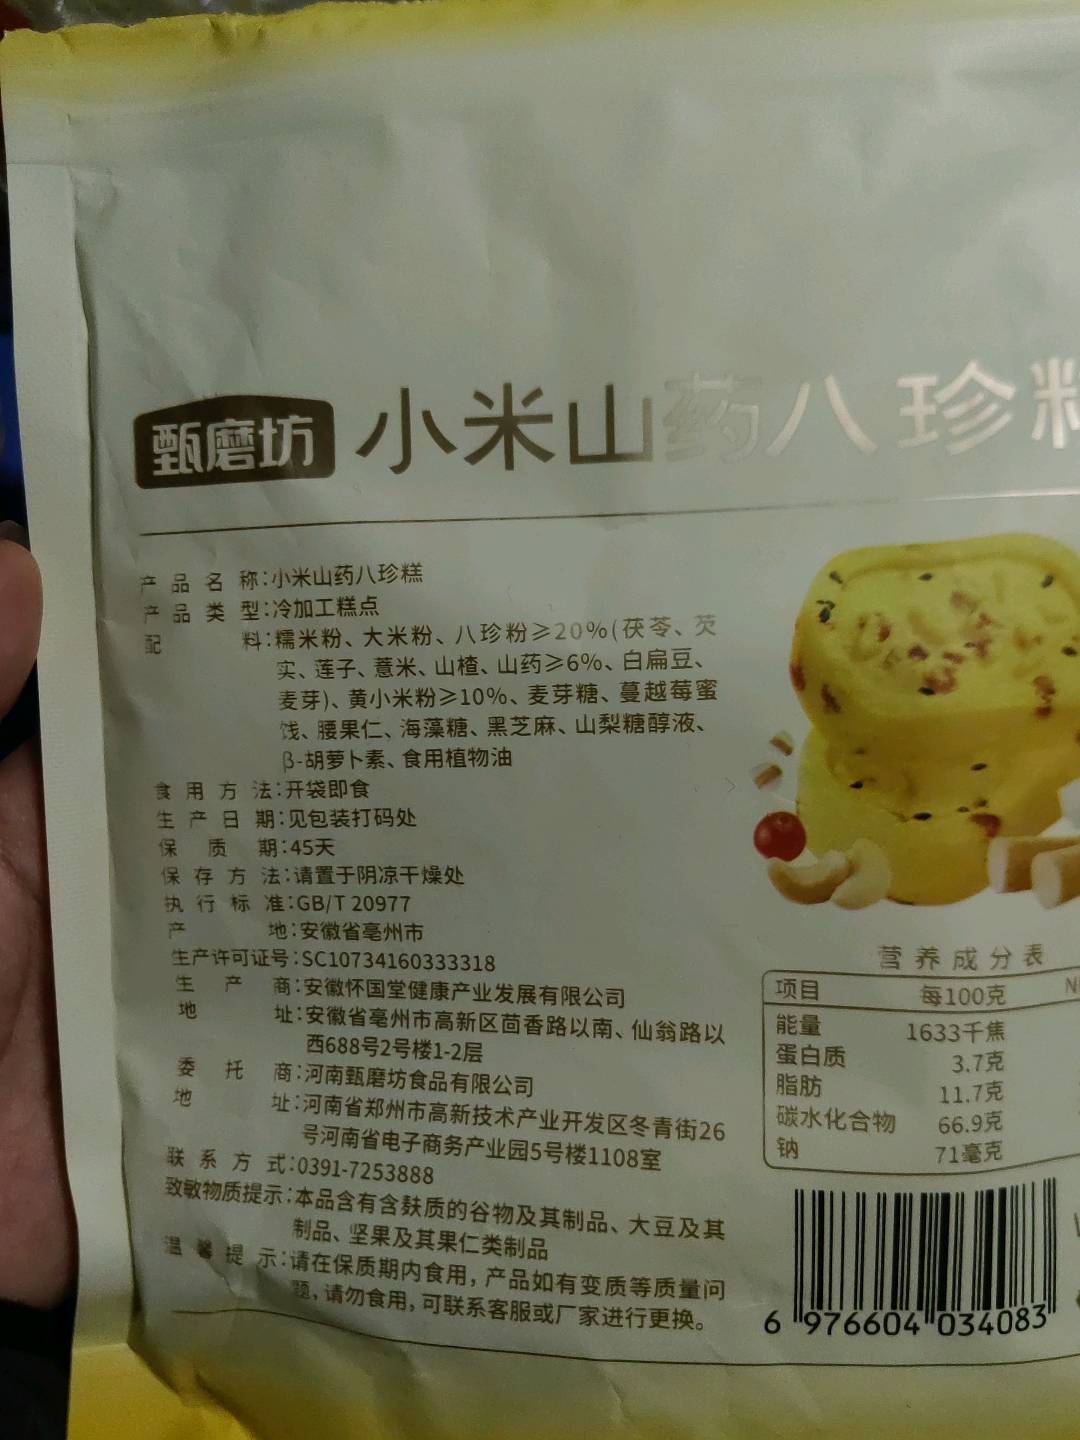 甄磨坊 小米山药八珍糕
产品名称:小米山药八珍糕
产品类型:冷加工糕点
配料:糯米粉、大米粉、八珍粉≥20%(茯苓、芡
实、莲子、薏米、山楂、山药≥6%、白扁豆、
麦芽)、黄小米粉≥10%、麦芽糖、蔓越莓蜜
饯、腰果仁、海藻糖、黑芝麻、山梨糖醇液、
β-胡萝卜素、食用植物油
食用方法:开袋即食
生产日期:见包装打码处
保质期:45天
保存方法:请置于阴凉干燥处
执行标准:GB/T 20977
产地:安徽省亳州市
生产许可证号:SC10734160333318
生产商:安徽怀国堂健康产业发展有限公司
地址:安徽省亳州市高新区茴香路以南、仙翁路以
西688号2号楼1-2层
委托商:河南甄磨坊食品有限公司
地址:河南省郑州市高新技术产业开发区冬青街26
号河南省电子商务产业园5号楼1108室
联系方式:0391-7253888
致敏物质提示:本品含有含麸质的谷物及其制品、大豆及其
制品、坚果及其果仁类制品
温馨提示:请在保质期内食用,产品如有变质等质量问
题,请勿食用,可联系客服或厂家进行更换。
营养成分表
项目 每100克 N
能量 1633千焦
蛋白质 3.7克
脂肪 11.7克
碳水化合物 66.9克
钠 71毫克
6 976604 034083